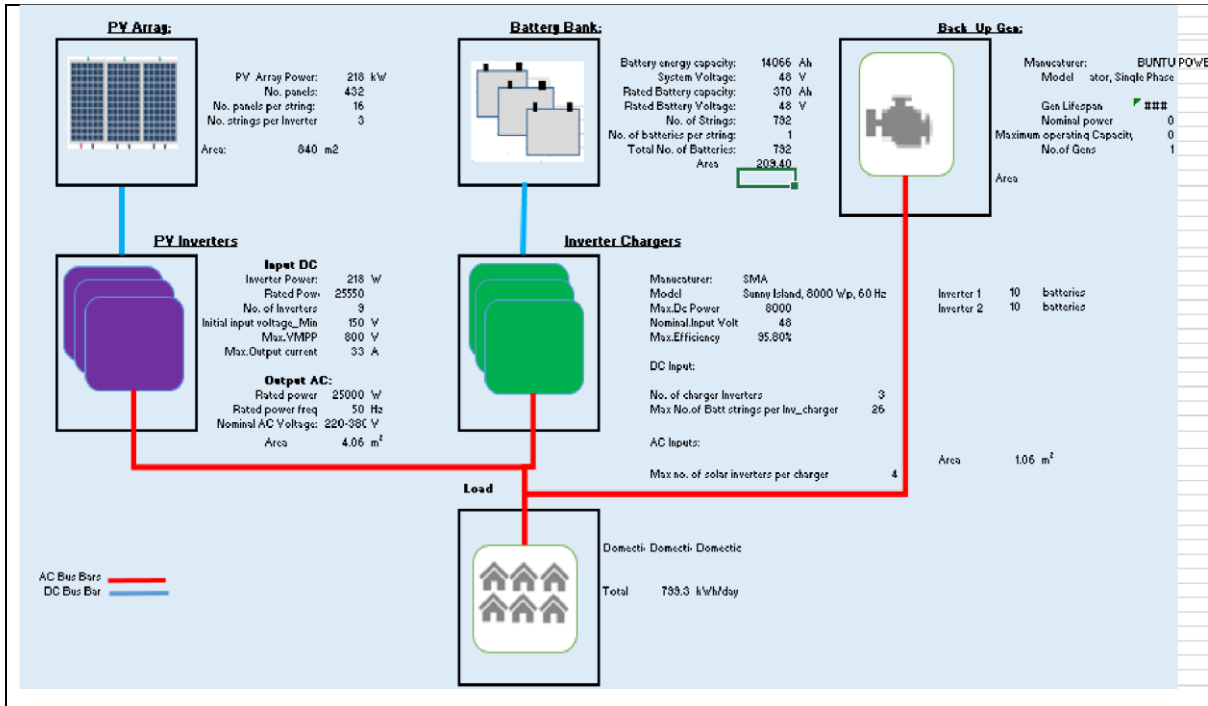 PV Array:
PV Array Power: 218 kW
No. panels: 432
No. panels per string: 16
No. strings per Inverter 3
Area: 840 m2
Battery Bank:
Battery energy capacity: 14066 Ah
System Voltage: 48 V
Rated Battery capacity: 370 Ah
Rated Battery Voltage: 48 V
No. of Strings: 792
No. of batteries per string: 1
Total No. of Batteries: 792
Area 209.40
Back Up Gen:
Manucaturer: BUNTU POWE
Model ator, Single Phase
Gen Lifespan ###
Nominal power 0
Maximum operating Capacity 0
No.of Gens 1
Area
PV Inverters
Input DC
Inverter Power: 218 W
Rated Pow 25550
No. of Inverters 9
Initial input voltage_Min 150 V
Max.VMPP 800 V
Max.Output current 33 A
Output AC:
Rated power 25000 W
Rated power freq 50 Hz
Nominal AC Voltage: 220-380 V
Area 4.06 m²
Inverter Chargers
Manucaturer: SMA
Model Sunny Island, 8000 Wp, 60 Hz
Max.Dc Power 8000
Nominal.Input Volt 48
Max.Efficiency 95.80%
DC Input:
No. of charger Inverters 3
Max No.of Batt strings per Inv_charger 26
AC Inputs:
Max no. of solar inverters per charger 4
Inverter 1 10 batteries
Inverter 2 10 batteries
Area 1.06 m²
Load
Domecti Domecti Domectic
Total 799.3 kWh/day
AC Bus Bars
DC Bus Bar